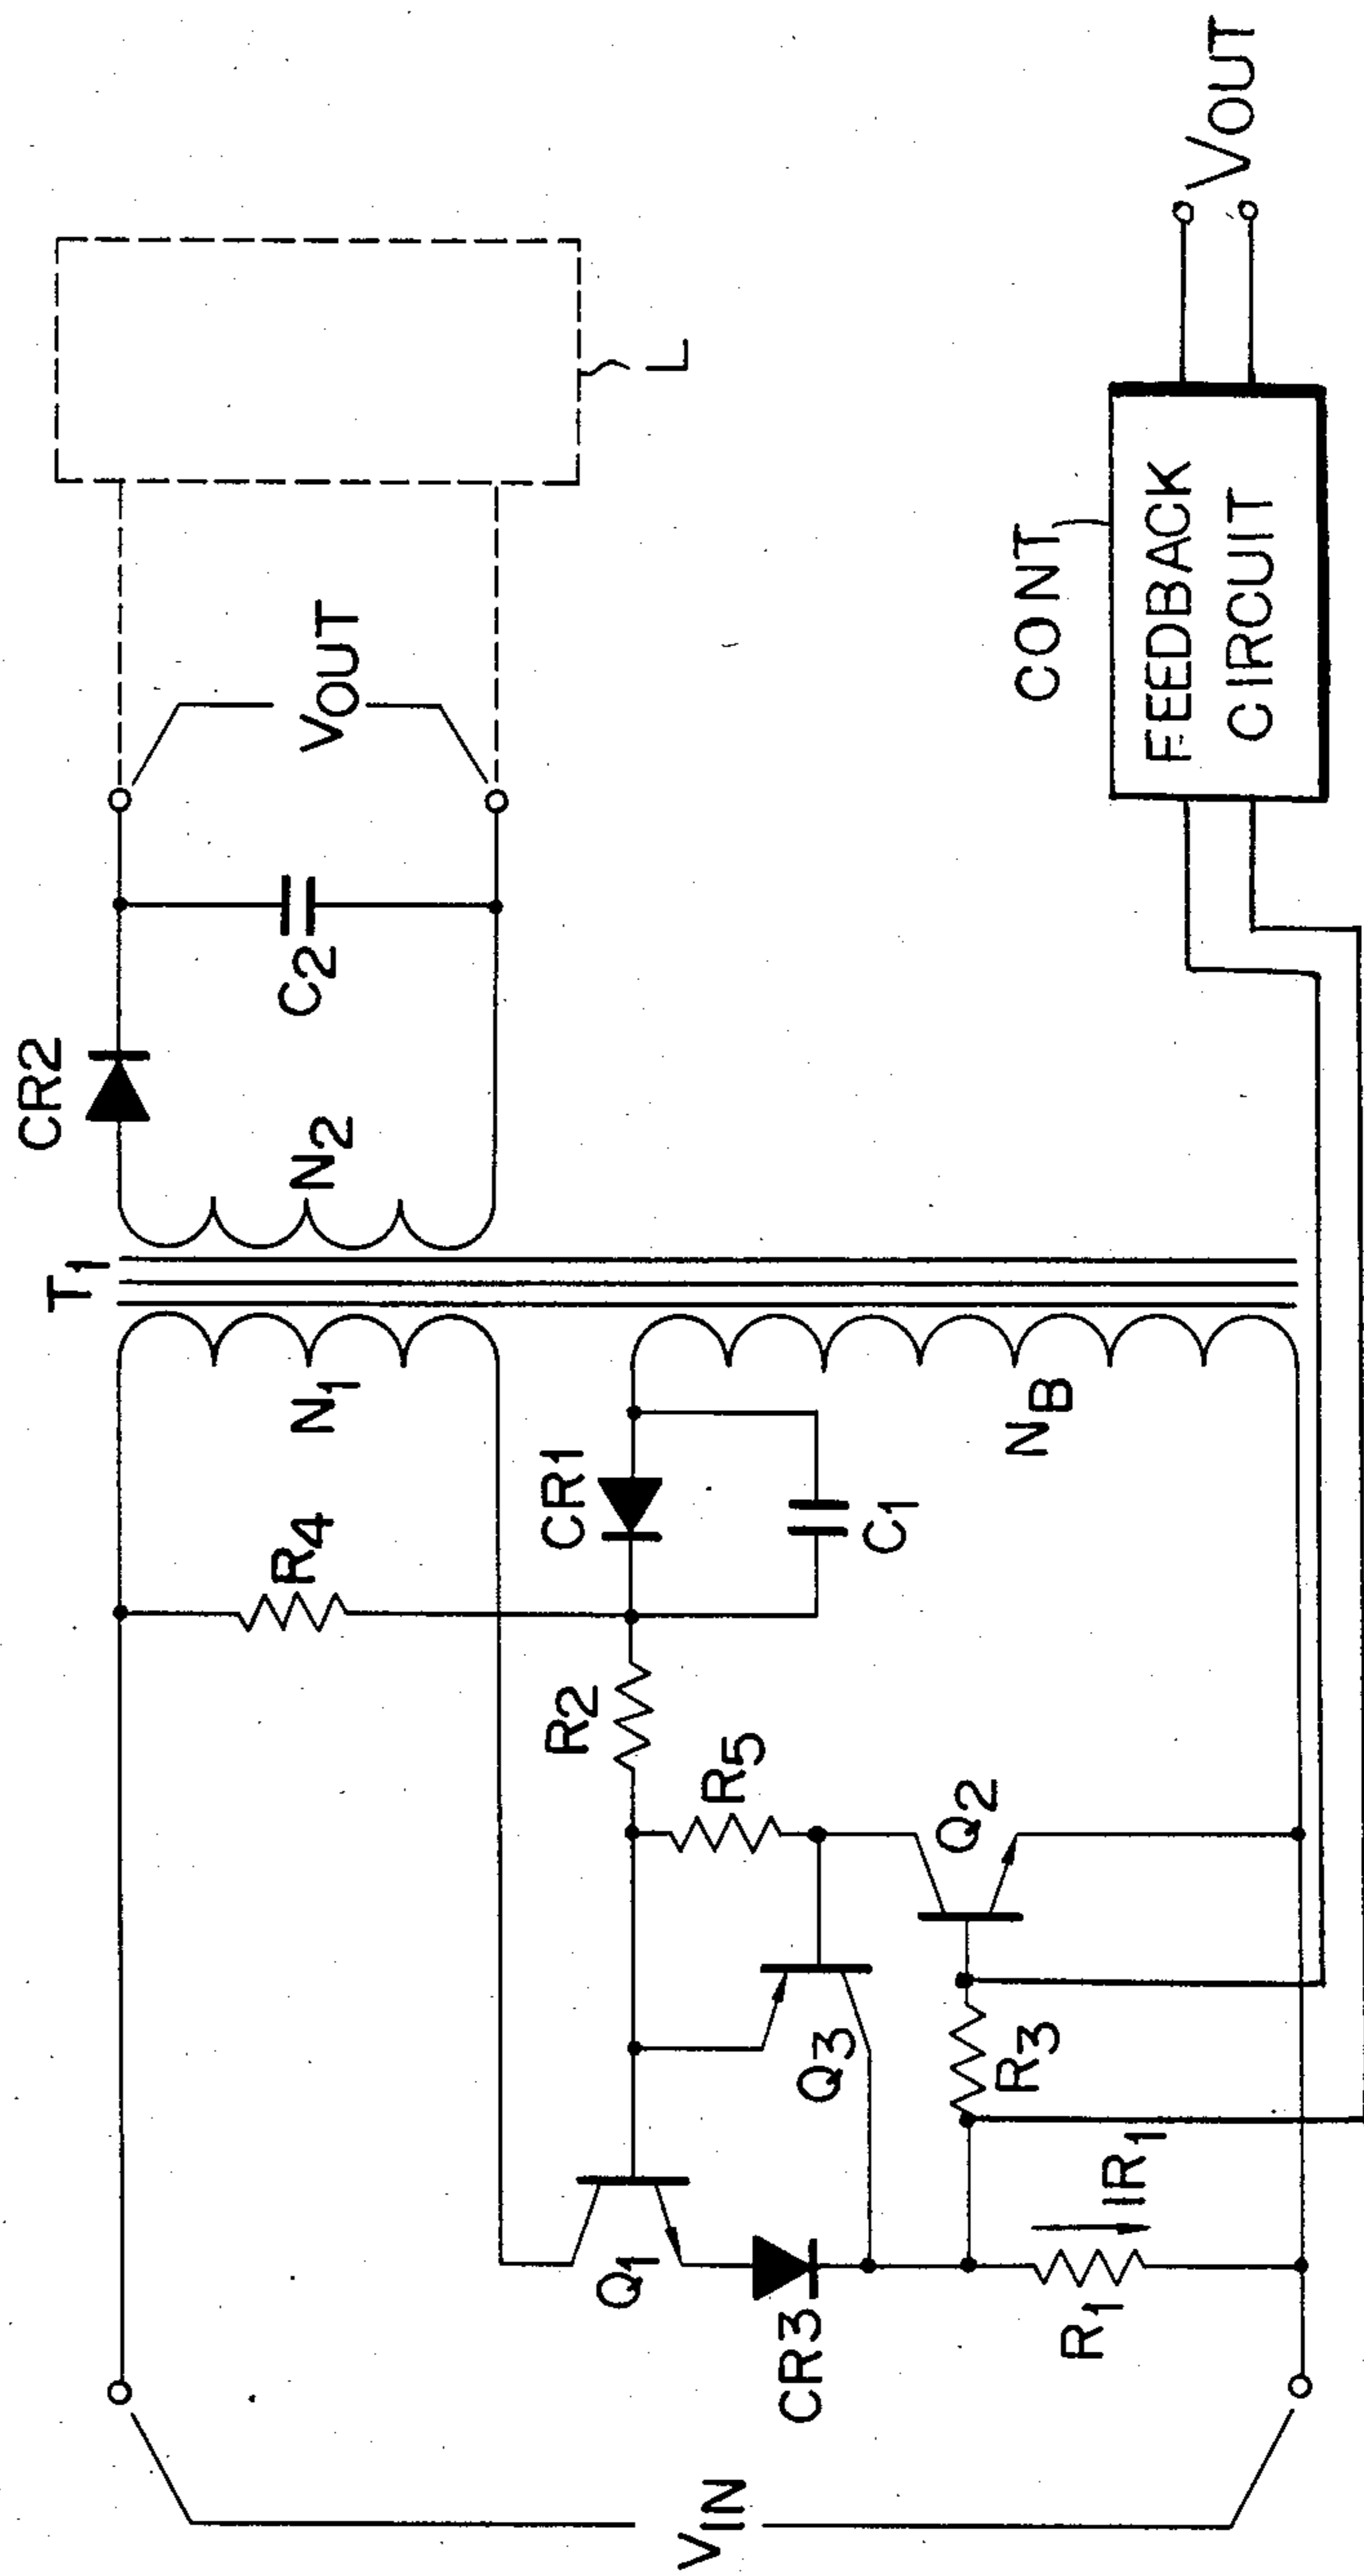 T1
CR2
N1
N2
C2
VOUT
L
R4
CR1
C1
NB
R2
R5
Q1
Q3
Q2
CR3
R3
R1
IR1
VIN
CONT
FEEDBACK
CIRCUIT
VOUT